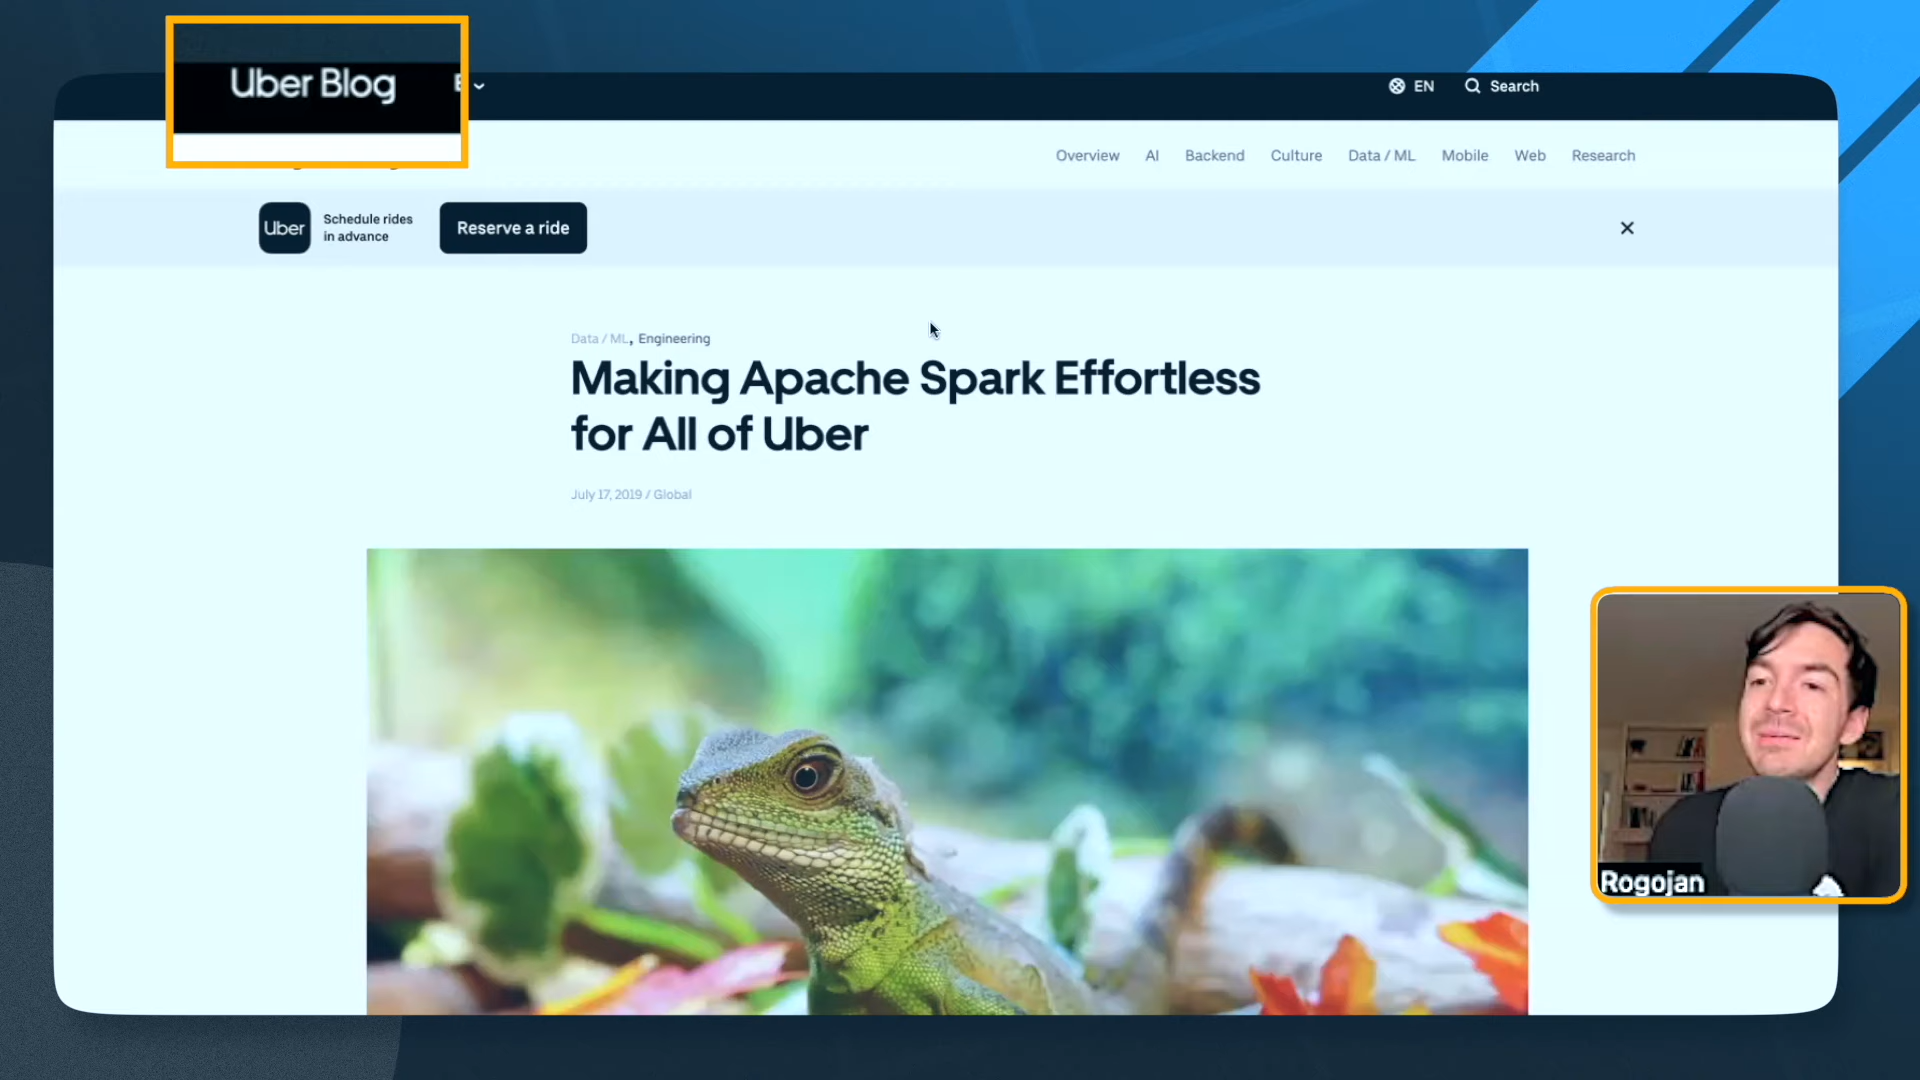 Uber Blog
EN
Search
Overview
AI
Backend
Culture
Data / ML
Mobile
Web
Research
Uber
Schedule rides
in advance
Reserve a ride
Data / ML, Engineering
Making Apache Spark Effortless
for All of Uber
July 17, 2019 / Global
Rogojan